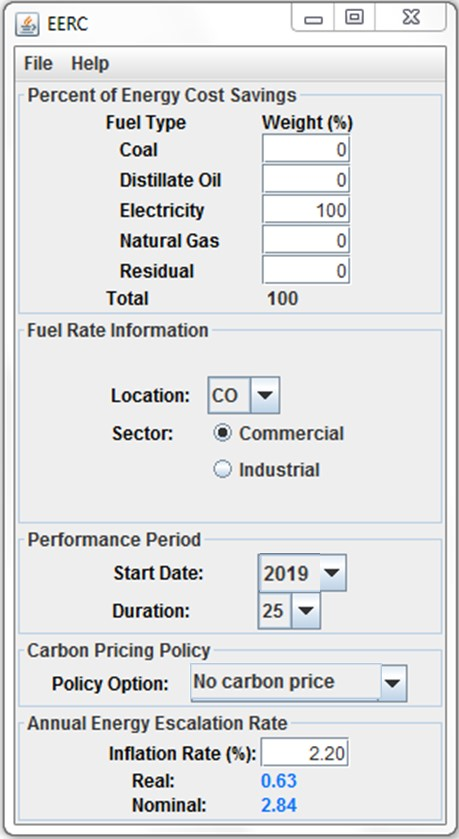 EERC
File Help
Percent of Energy Cost Savings
Fuel Type Weight (%)
Coal 0
Distillate Oil 0
Electricity 100
Natural Gas 0
Residual 0
Total 100
Fuel Rate Information
Location: CO
Sector: Commercial
Industrial
Performance Period
Start Date: 2019
Duration: 25
Carbon Pricing Policy
Policy Option: No carbon price
Annual Energy Escalation Rate
Inflation Rate (%): 2.20
Real: 0.63
Nominal: 2.84